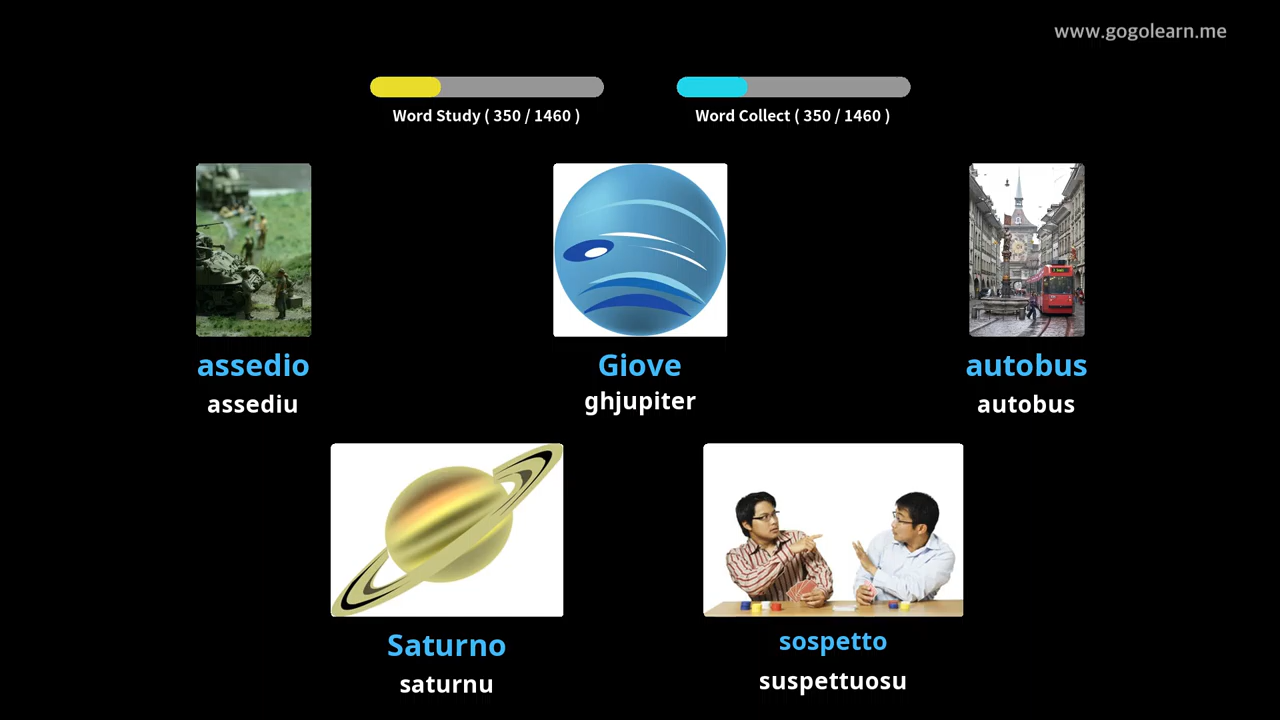 www.gogolearn.me
Word Study ( 350 / 1460 )
Word Collect ( 350 / 1460 )
assedio
assediu
Giove
ghjupiter
autobus
autobus
Saturno
saturnu
sospetto
suspettuosu